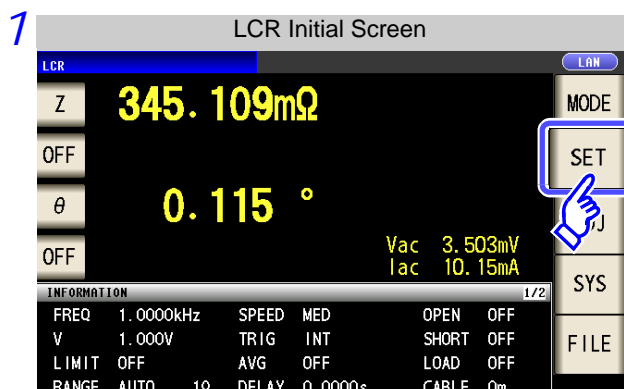 1
LCR Initial Screen
LCR
LAN
Z
345.109mΩ
MODE
OFF
SET
θ
0.115 °
OFF
Vac 3.503mV
Iac 10.15mA
SYS
INFORMATION
1/2
FREQ 1.0000kHz SPEED MED OPEN OFF
V 1.000V TRIG INT SHORT OFF
FILE
LIMIT OFF AVG OFF LOAD OFF
RANGE AUTO 1Ω DELAY 0.0000s CABLE 0m